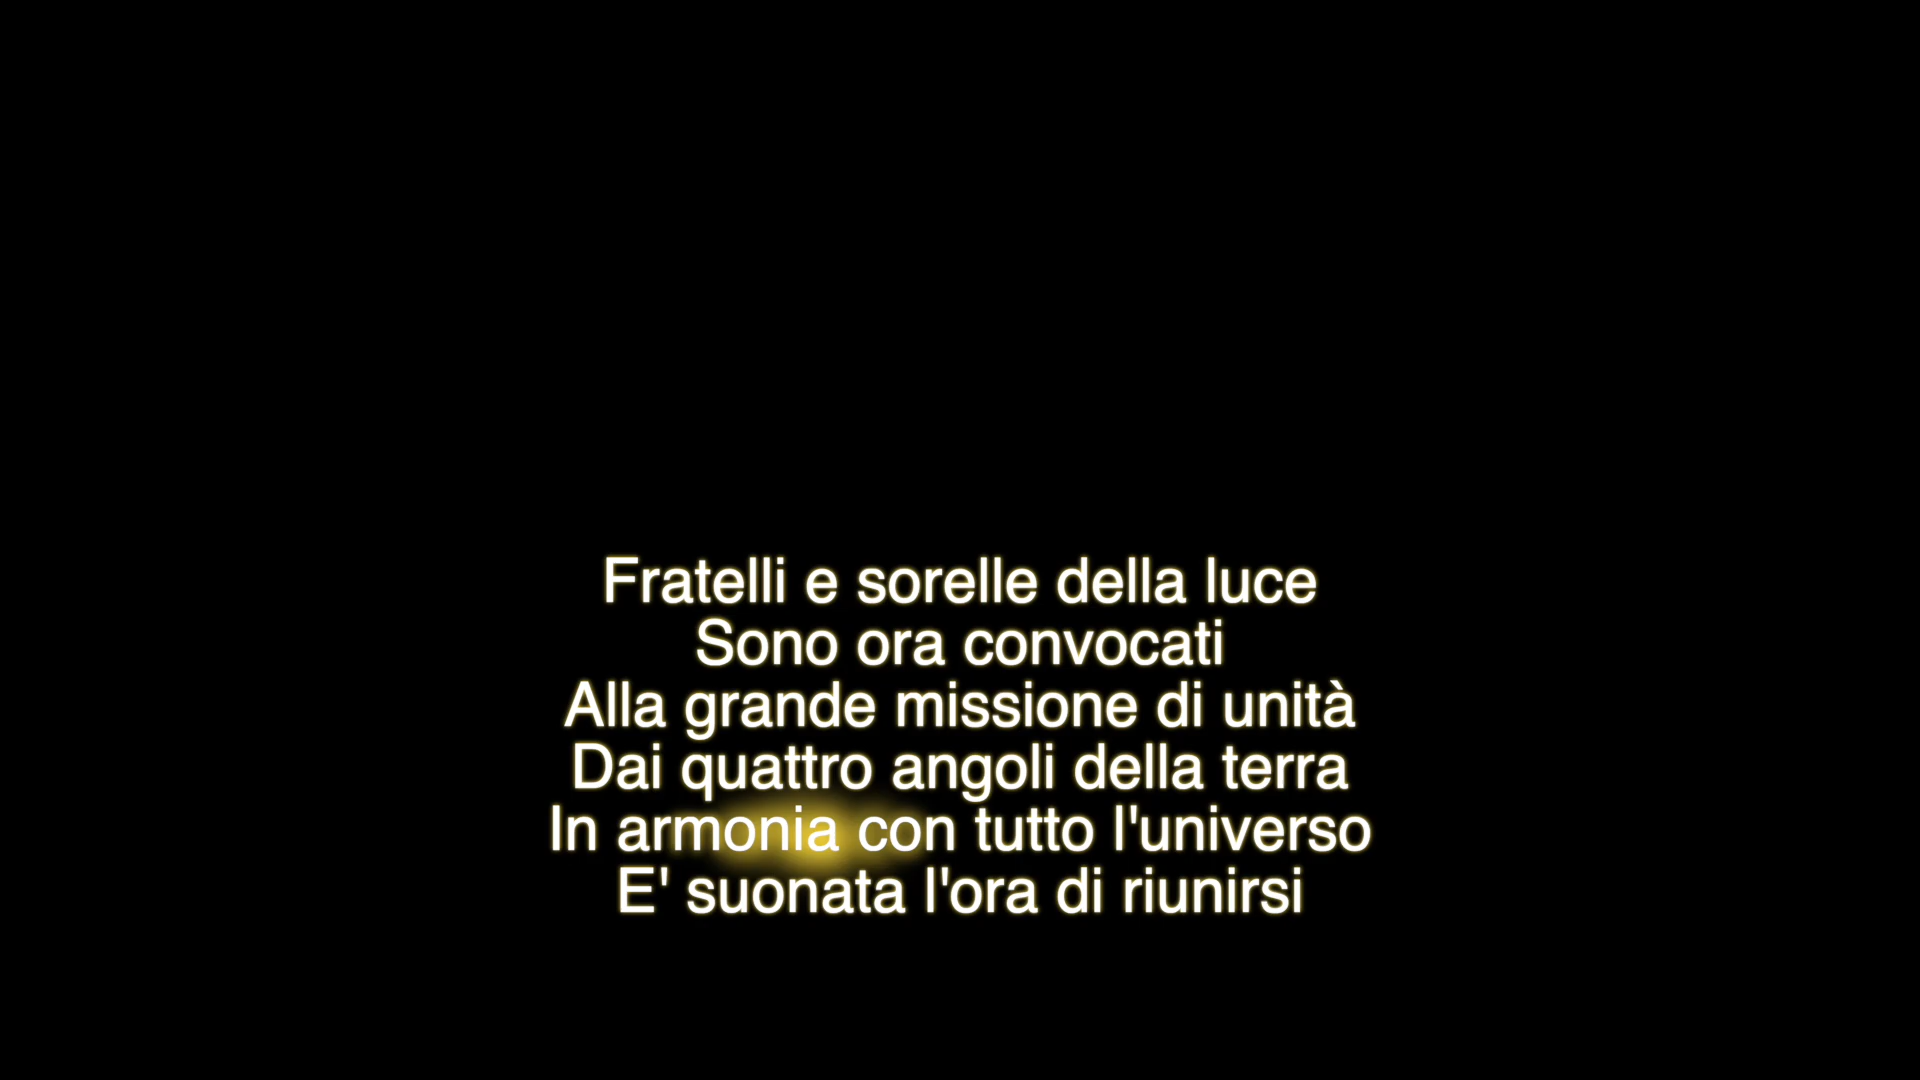 Fratelli e sorelle della luce
Sono ora convocati
Alla grande missione di unità
Dai quattro angoli della terra
In armonia con tutto l'universo
E' suonata l'ora di riunirsi